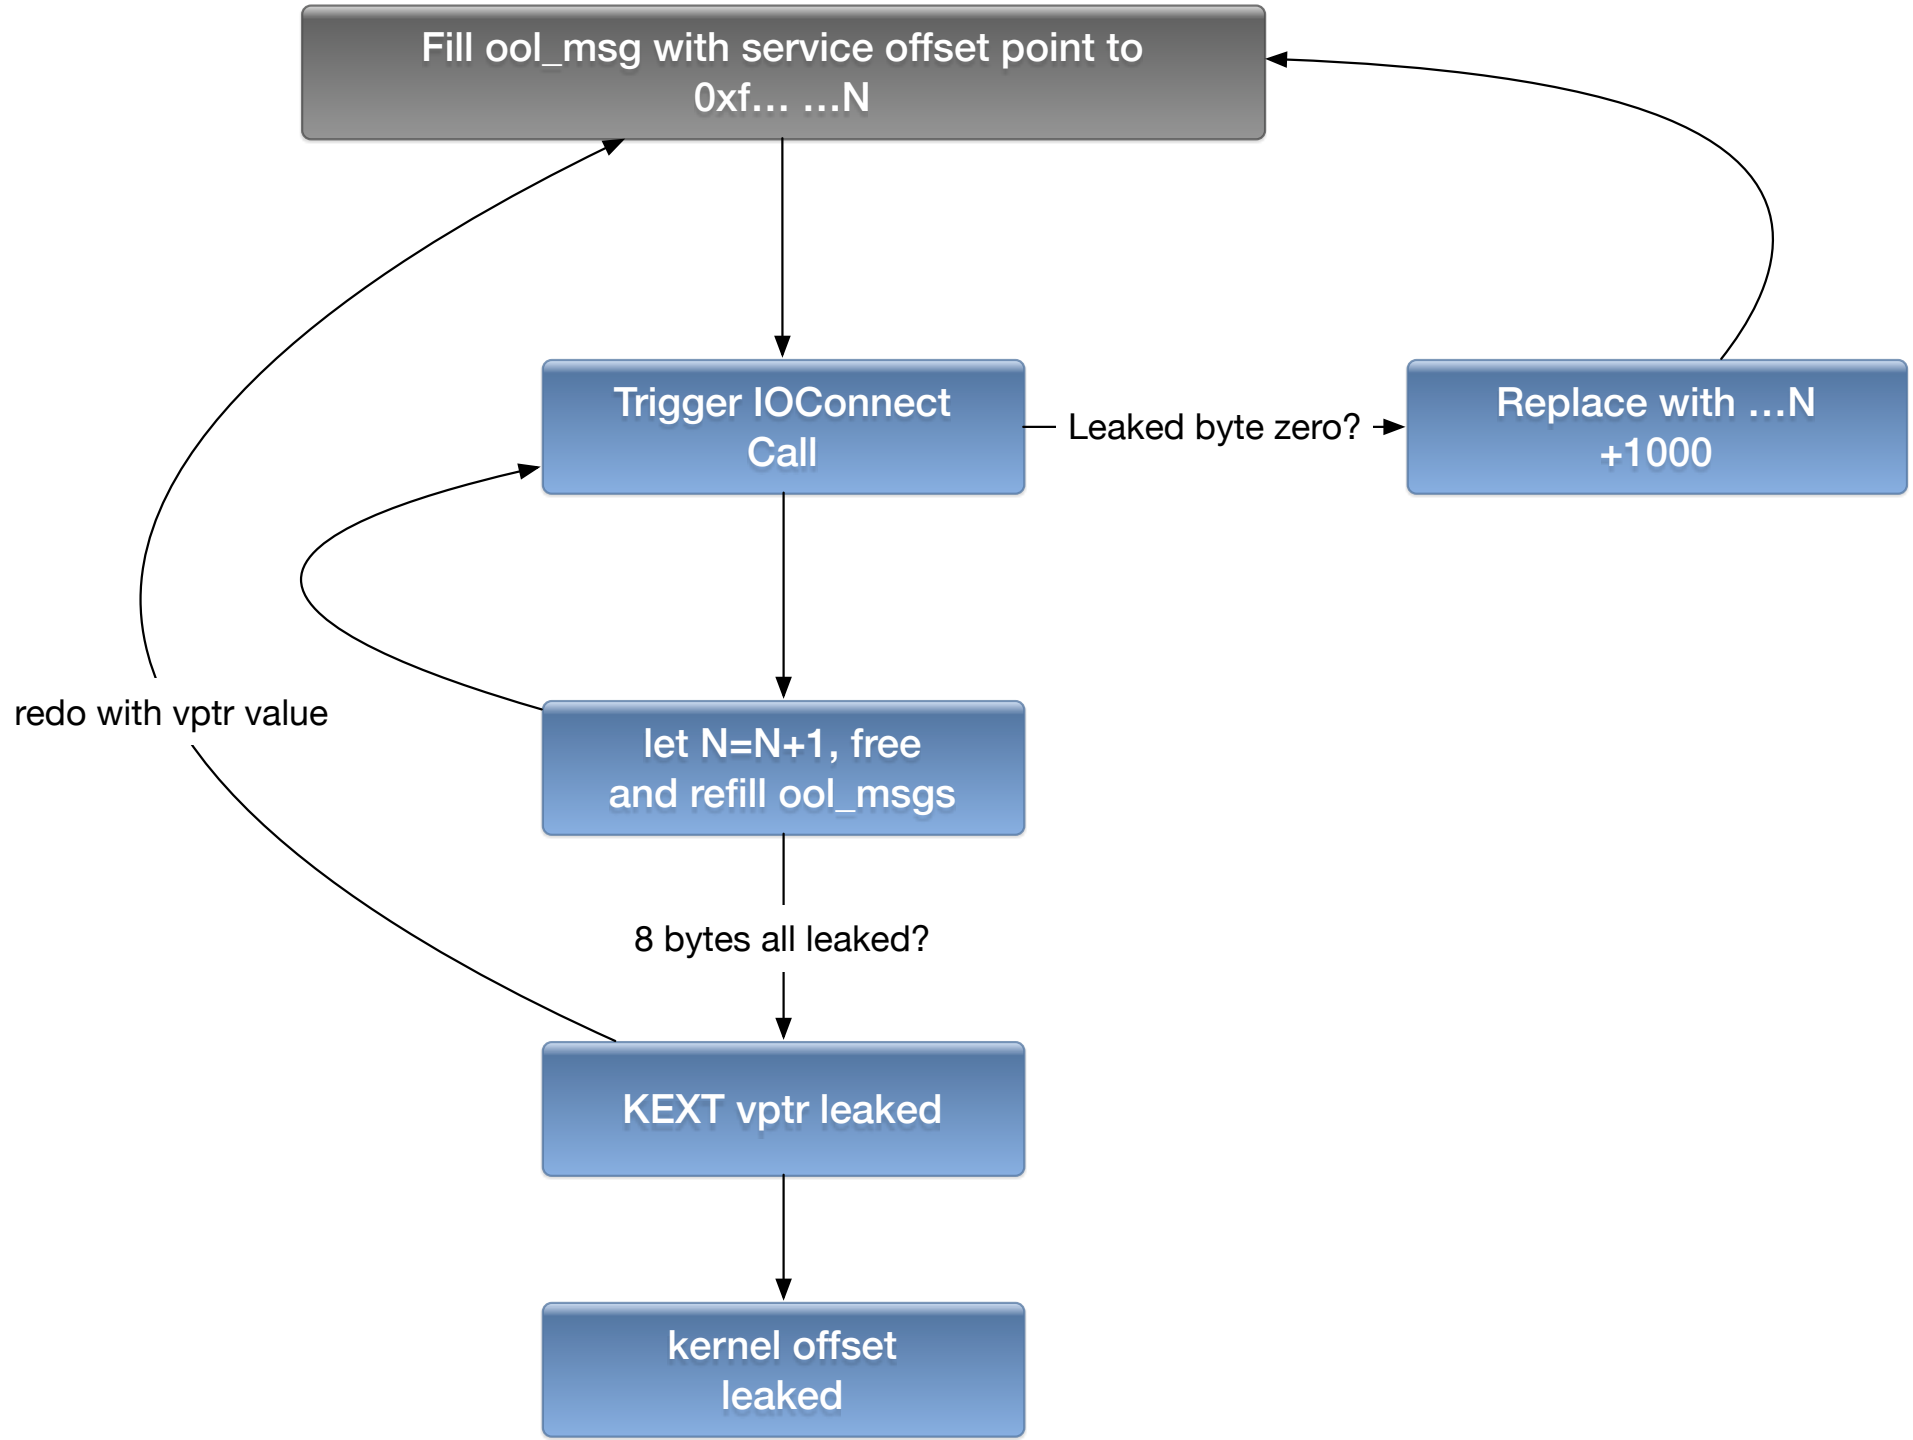 Fill ool_msg with service offset point to
0xf... ...N
Trigger IOConnect
Call
Leaked byte zero?
Replace with ...N
+1000
redo with vptr value
let N=N+1, free
and refill ool_msgs
8 bytes all leaked?
KEXT vptr leaked
kernel offset
leaked